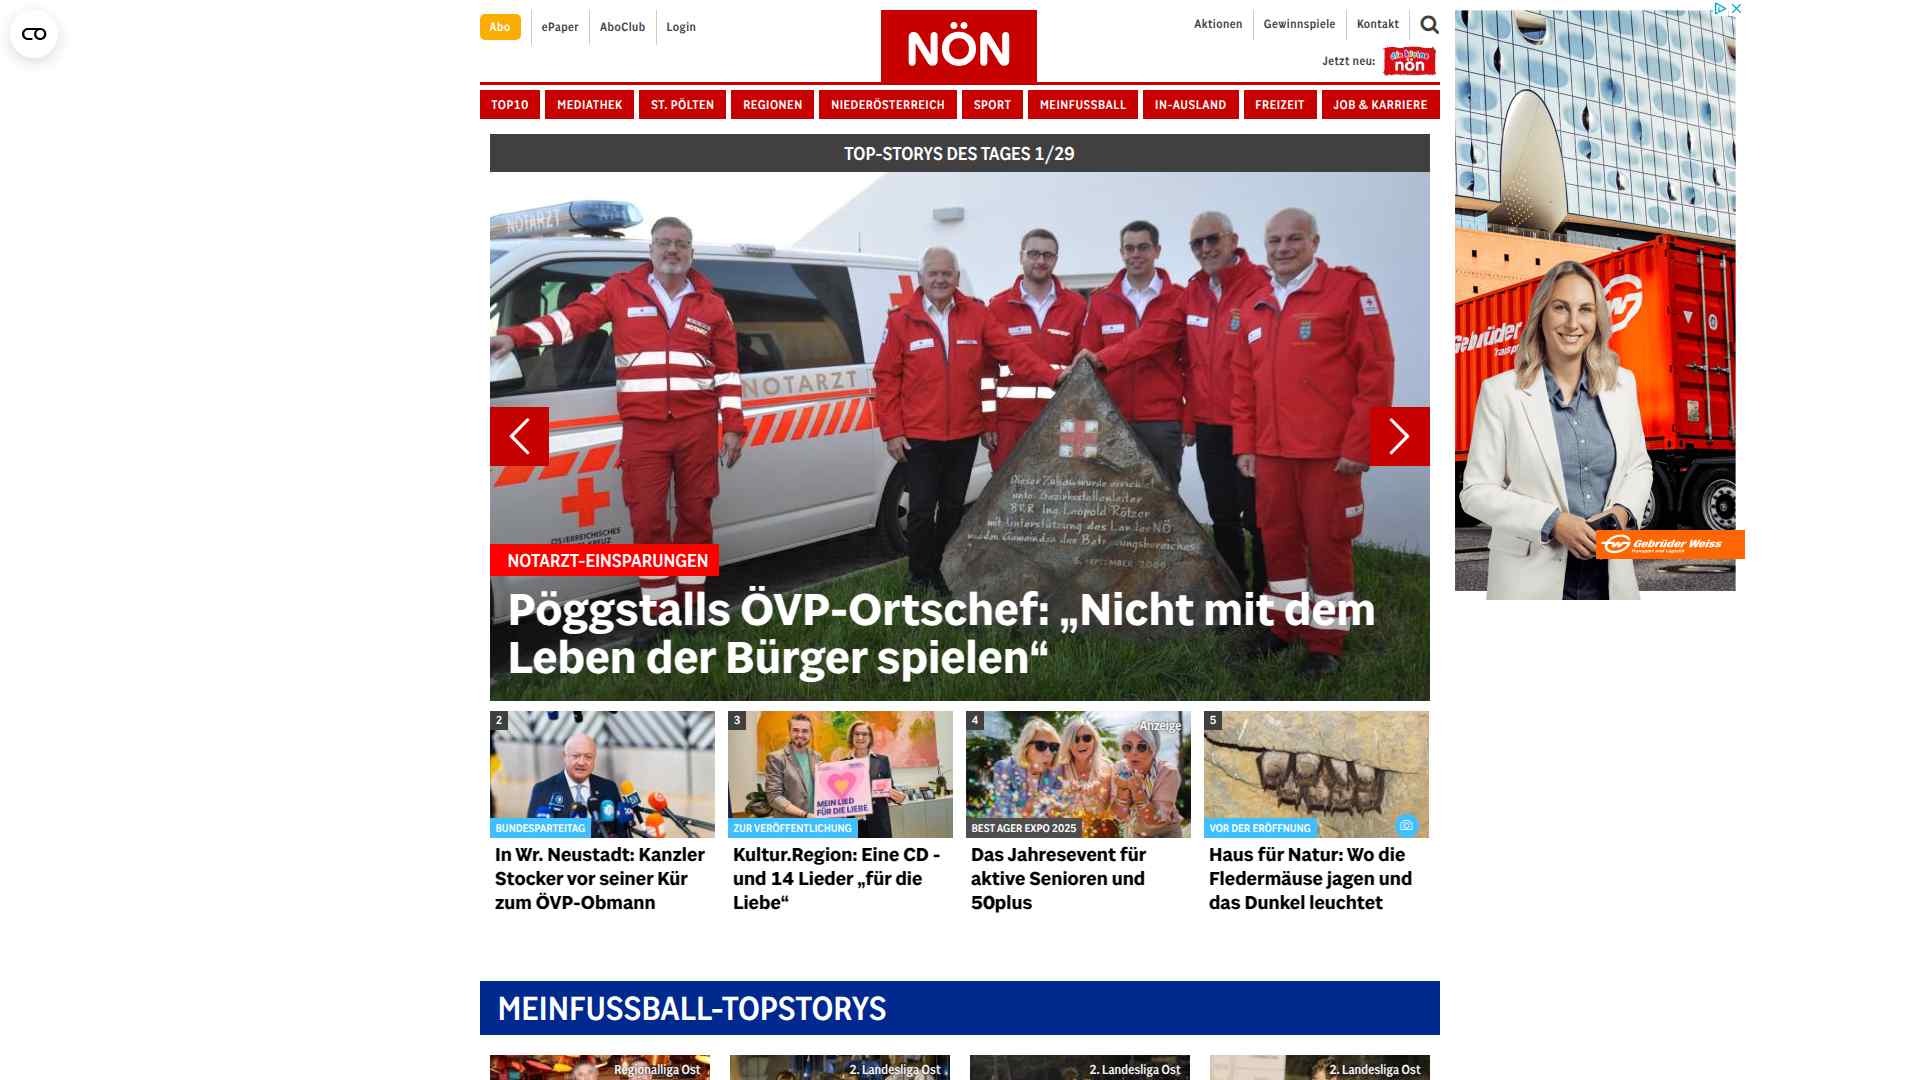 Abo
ePaper
AboClub
Login
NÖN
Aktionen
Gewinnspiele
Kontakt
Jetzt neu:
die kleine
nön
TOP10
MEDIATHEK
ST. PÖLTEN
REGIONEN
NIEDERÖSTERREICH
SPORT
MEINFUSSBALL
IN-AUSLAND
FREIZEIT
JOB & KARRIERE
TOP-STORYS DES TAGES 1/29
NOTARZT
NOTARZT
ÖSTERREICHISCHES
Dieser Zubau wurde errichtet
unter Bezirksstellenleiter
BRR Ing. Leopold Rötzer
mit Unterstützung des Landes NÖ
und den Gemeinden des Betreuungsbereiches
SEPTEMBER 2000
NOTARZT-EINSPARUNGEN
Pöggstalls ÖVP-Ortschef: „Nicht mit dem
Leben der Bürger spielen“
Gebrüder
Gebrüder Weiss
Transport und Logistik
2
BUNDESPARTEITAG
In Wr. Neustadt: Kanzler
Stocker vor seiner Kür
zum ÖVP-Obmann
3
MEIN LIED
FÜR DIE LIEBE
ZUR VERÖFFENTLICHUNG
Kultur.Region: Eine CD -
und 14 Lieder „für die
Liebe“
4
Anzeige
BEST AGER EXPO 2025
Das Jahresevent für
aktive Senioren und
50plus
5
VOR DER ERÖFFNUNG
Haus für Natur: Wo die
Fledermäuse jagen und
das Dunkel leuchtet
MEINFUSSBALL-TOPSTORYS
Regionalliga Ost
2. Landesliga Ost
2. Landesliga Ost
2. Landesliga Ost